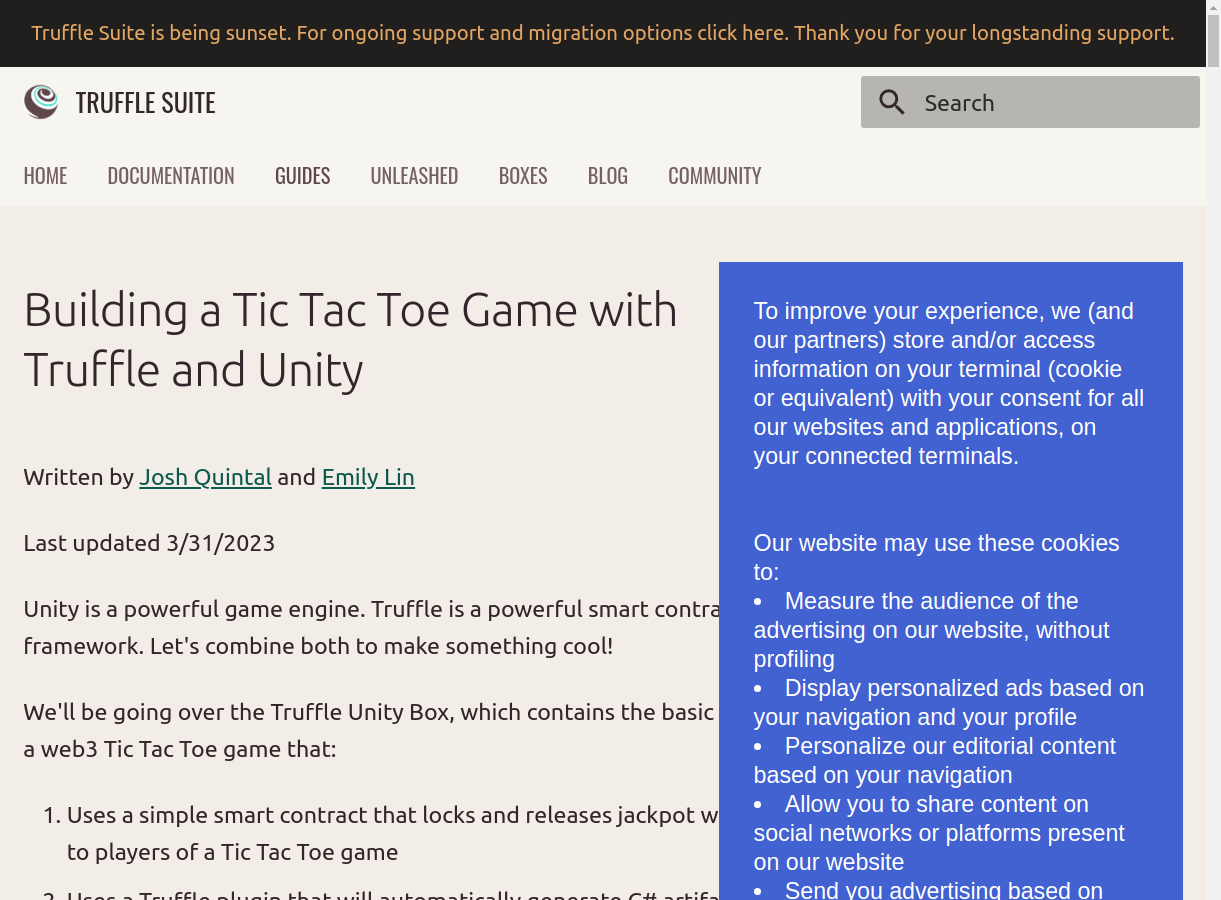 Truffle Suite is being sunset. For ongoing support and migration options click here. Thank you for your longstanding support.
TRUFFLE SUITE
Search
HOME
DOCUMENTATION
GUIDES
UNLEASHED
BOXES
BLOG
COMMUNITY
Building a Tic Tac Toe Game with
Truffle and Unity
Written by Josh Quintal and Emily Lin
Last updated 3/31/2023
Unity is a powerful game engine. Truffle is a powerful smart contra
framework. Let's combine both to make something cool!
We'll be going over the Truffle Unity Box, which contains the basic
a web3 Tic Tac Toe game that:
1. Uses a simple smart contract that locks and releases jackpot w
to players of a Tic Tac Toe game
2. Uses a Truffle plugin that will automatically generate C# artifa
To improve your experience, we (and
our partners) store and/or access
information on your terminal (cookie
or equivalent) with your consent for all
our websites and applications, on
your connected terminals.
Our website may use these cookies
to:
• Measure the audience of the
advertising on our website, without
profiling
• Display personalized ads based on
your navigation and your profile
• Personalize our editorial content
based on your navigation
• Allow you to share content on
social networks or platforms present
on our website
• Send you advertising based on